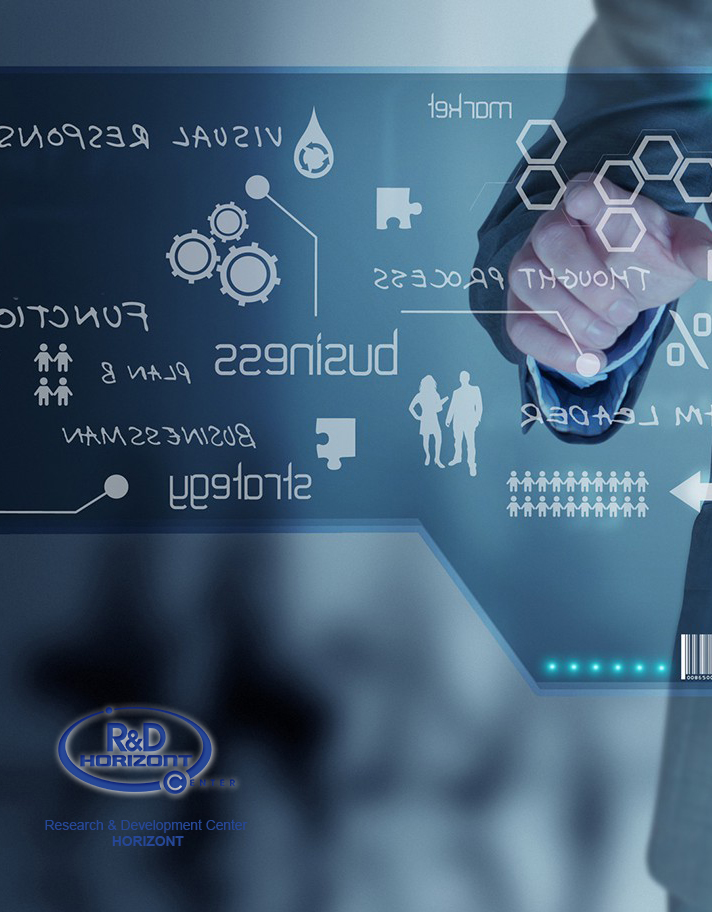 market
VISUAL RESPONS
THOUGHT PROCESS
FUNCTIO
business
%
PLAN B
M LEADER
BUSINESSMAN
strategy
R&D
HORIZONT
CENTER
Research & Development Center
HORIZONT